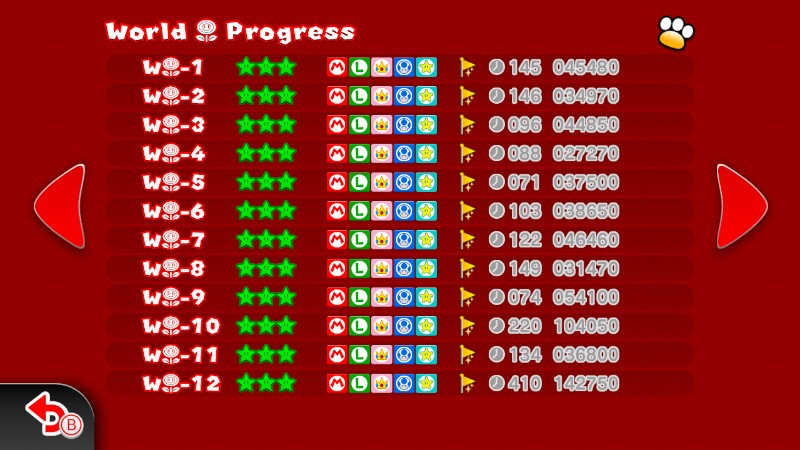 World Progress
W-1 M L 145 045480
W-2 M L 146 034970
W-3 M L 096 044850
W-4 M L 088 027270
W-5 M L 071 037500
W-6 M L 103 038650
W-7 M L 122 046460
W-8 M L 149 031470
W-9 M L 074 054100
W-10 M L 220 104050
W-11 M L 134 036800
W-12 M L 410 142750
B